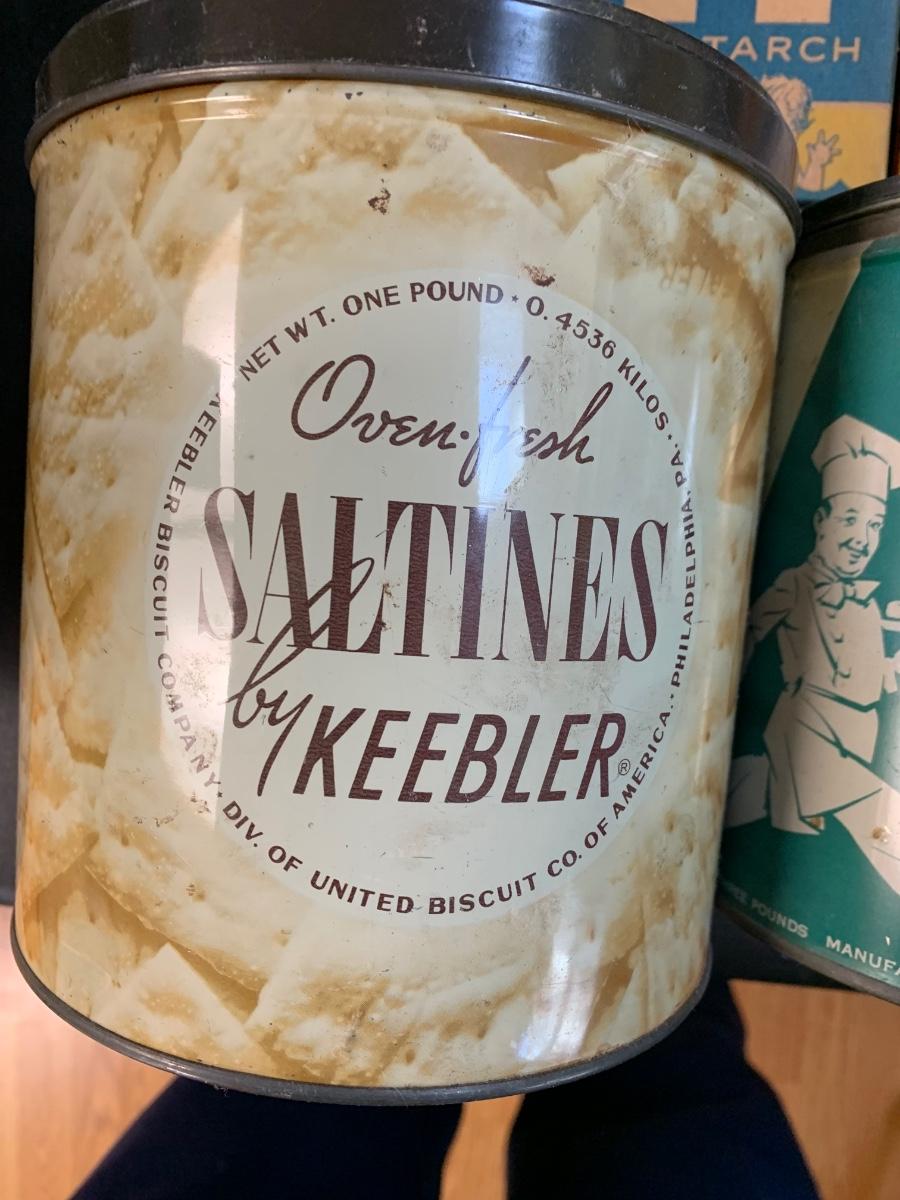 TARCH
NET WT. ONE POUND ★ 0.4536 KILOS.
Oven-fresh
SALTINES
by KEEBLER®
KEEBLER BISCUIT COMPANY • DIV. OF UNITED BISCUIT CO. OF AMERICA • PHILADELPHIA, PA.
POUNDS MANUFA